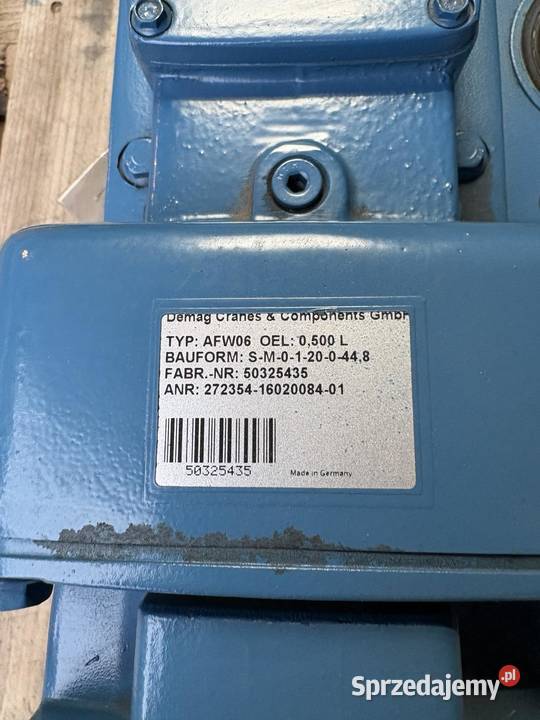 Demag Cranes & Components GmbH
TYP: AFW06 OEL: 0,500 L
BAUFORM: S-M-0-1-20-0-44,8
FABR.-NR: 50325435
ANR: 272354-16020084-01
50325435
Made in Germany
Sprzedajemy.pl